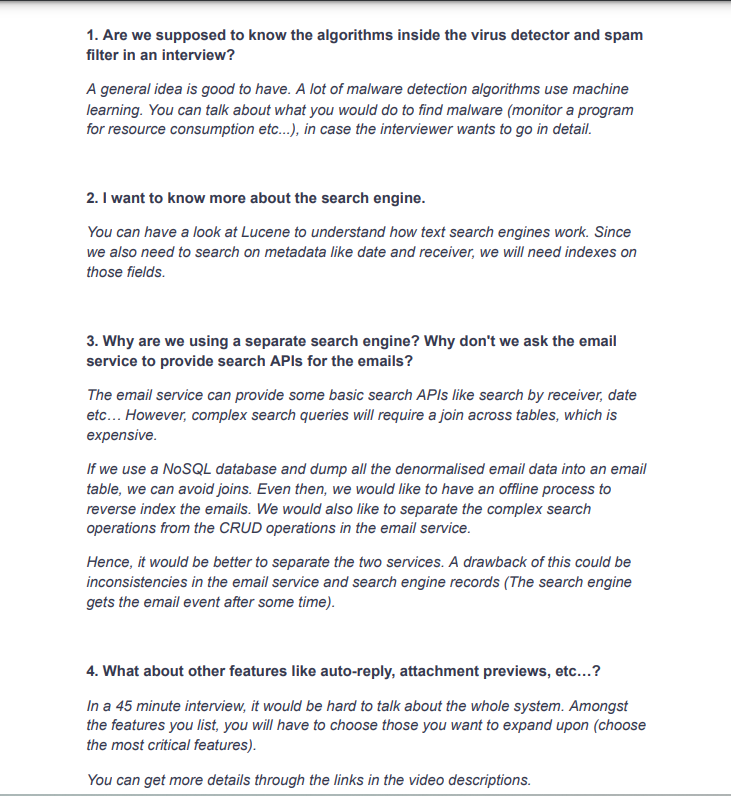 1. Are we supposed to know the algorithms inside the virus detector and spam
filter in an interview?
A general idea is good to have. A lot of malware detection algorithms use machine
learning. You can talk about what you would do to find malware (monitor a program
for resource consumption etc...), in case the interviewer wants to go in detail.
2. I want to know more about the search engine.
You can have a look at Lucene to understand how text search engines work. Since
we also need to search on metadata like date and receiver, we will need indexes on
those fields.
3. Why are we using a separate search engine? Why don't we ask the email
service to provide search APIs for the emails?
The email service can provide some basic search APIs like search by receiver, date
etc… However, complex search queries will require a join across tables, which is
expensive.
If we use a NoSQL database and dump all the denormalised email data into an email
table, we can avoid joins. Even then, we would like to have an offline process to
reverse index the emails. We would also like to separate the complex search
operations from the CRUD operations in the email service.
Hence, it would be better to separate the two services. A drawback of this could be
inconsistencies in the email service and search engine records (The search engine
gets the email event after some time).
4. What about other features like auto-reply, attachment previews, etc…?
In a 45 minute interview, it would be hard to talk about the whole system. Amongst
the features you list, you will have to choose those you want to expand upon (choose
the most critical features).
You can get more details through the links in the video descriptions.